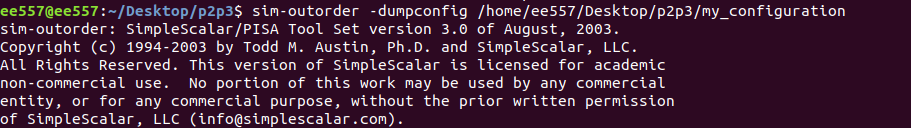 ee557@ee557:~/Desktop/p2p3$ sim-outorder -dumpconfig /home/ee557/Desktop/p2p3/my_configuration
sim-outorder: SimpleScalar/PISA Tool Set version 3.0 of August, 2003.
Copyright (c) 1994-2003 by Todd M. Austin, Ph.D. and SimpleScalar, LLC.
All Rights Reserved. This version of SimpleScalar is licensed for academic
non-commercial use.  No portion of this work may be used by any commercial
entity, or for any commercial purpose, without the prior written permission
of SimpleScalar, LLC (info@simplescalar.com).